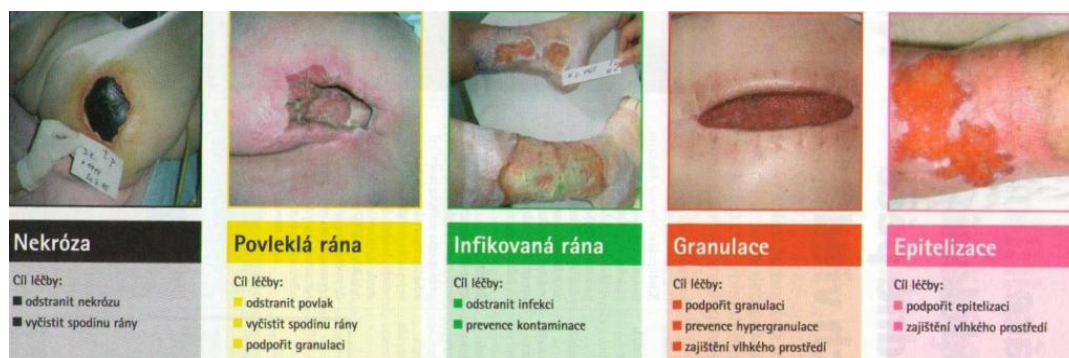 Nekróza
Cíl léčby:
odstranit nekrózu
vyčistit spodinu rány
Povleklá rána
Cíl léčby:
odstranit povlak
vyčistit spodinu rány
podpořit granulaci
Infikovaná rána
Cíl léčby:
odstranit infekci
prevence kontaminace
Granulace
Cíl léčby:
podpořit granulaci
prevence hypergranulace
zajištění vlhkého prostředí
Epitelizace
Cíl léčby:
podpořit epitelizaci
zajištění vlhkého prostředí